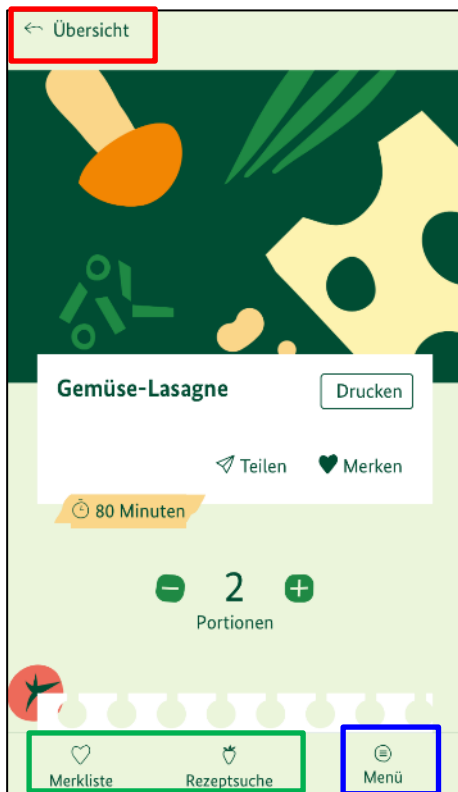 Übersicht
Gemüse-Lasagne
Drucken
Teilen Merken
80 Minuten
2
Portionen
Merkliste Rezeptsuche Menü